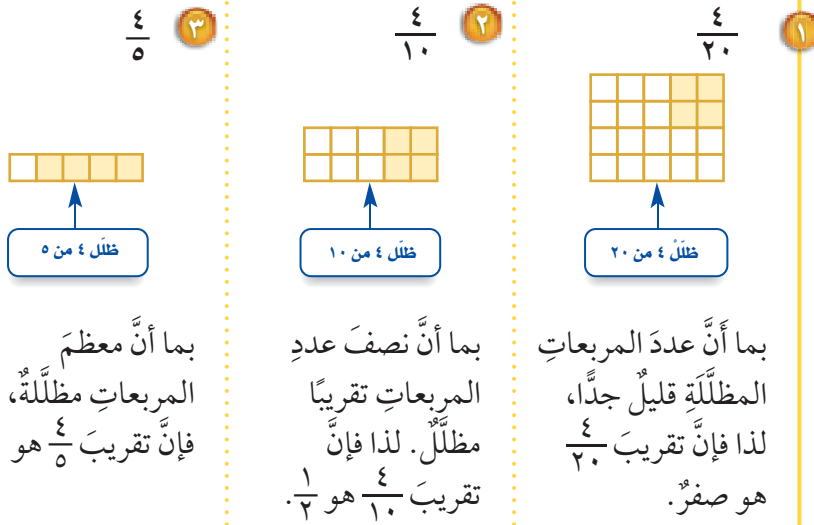 ١
٤/٢٠
ظلّلْ ٤ من ٢٠
بما أَنَّ عددَ المربعاتِ
المظلَّلَةِ قليلٌ جدًّا،
لذا فإنَّ تقريبَ ٤/٢٠
هو صفرٌ.
٢
٤/١٠
ظلّل ٤ من ١٠
بما أنَّ نصفَ عددِ
المربعاتِ تقريبًا
مظلَّلٌ. لذا فإنَّ
تقريبَ ٤/١٠ هو ١/٢.
٣
٤/٥
ظلّل ٤ من ٥
بما أنَّ معظمَ
المربعاتِ مظلَّلةٌ،
فإنَّ تقريبَ ٤/٥ هو